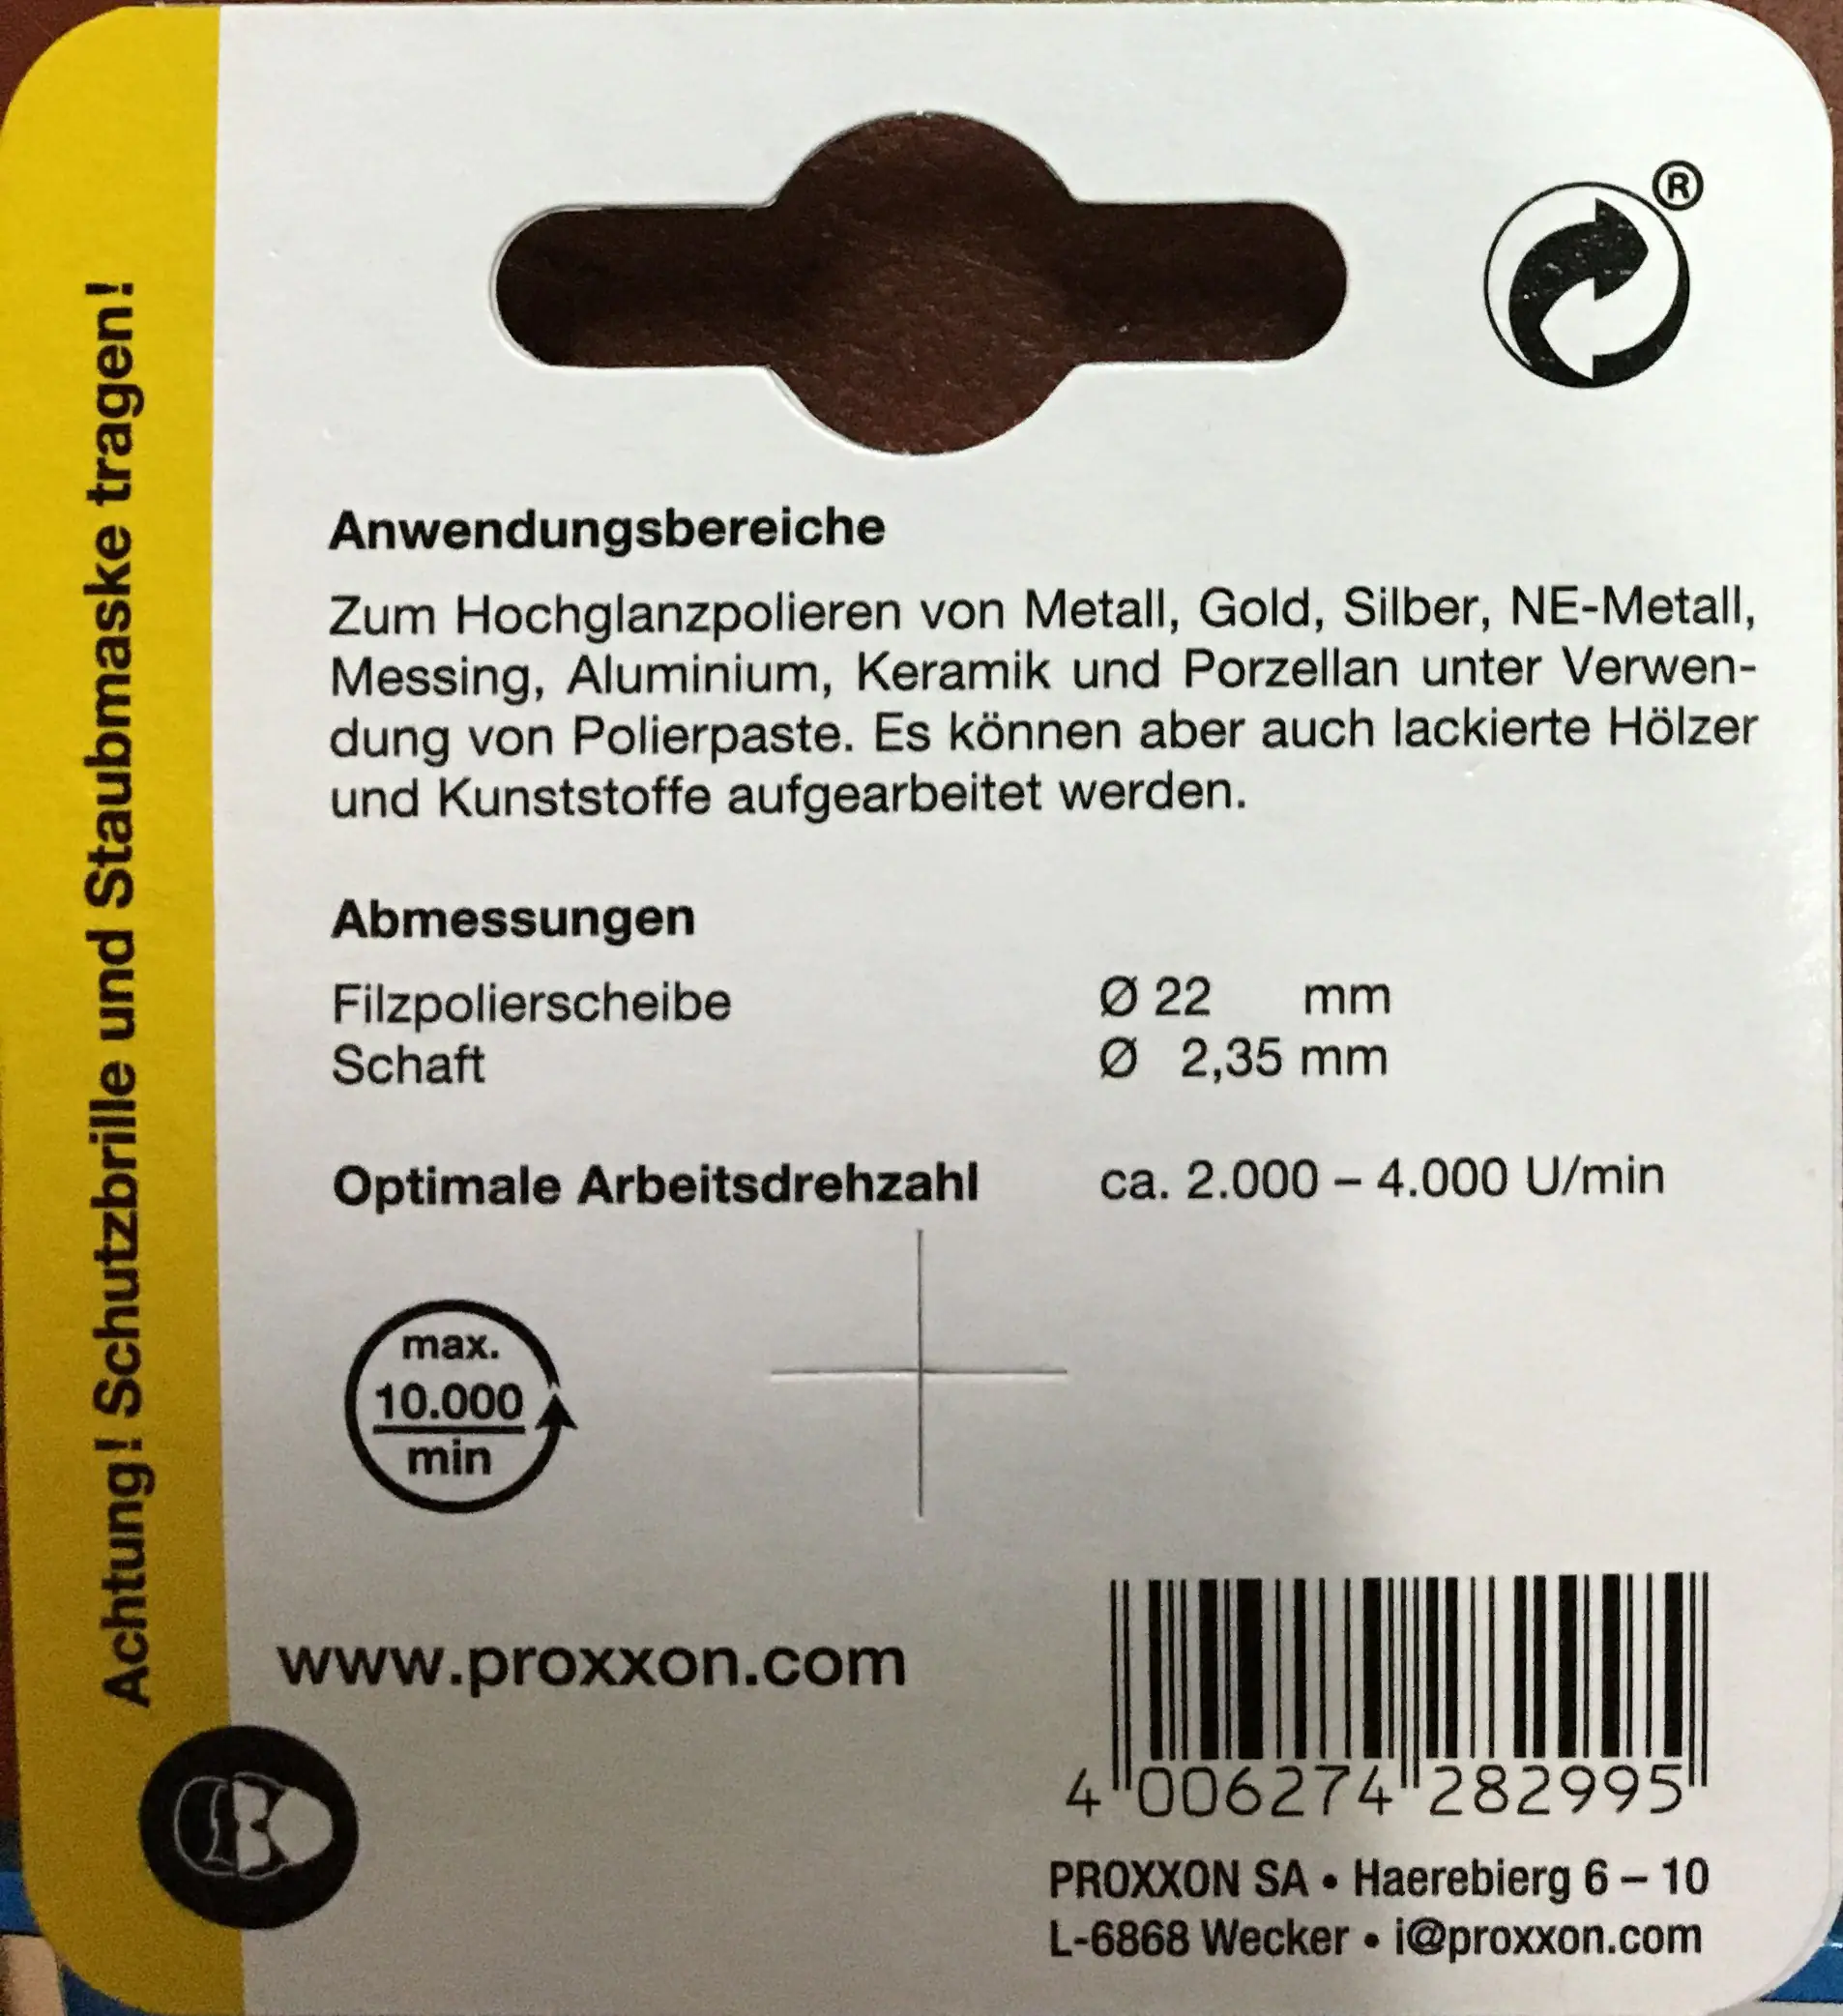 ®
Achtung! Schutzbrille und Staubmaske tragen!
Anwendungsbereiche
Zum Hochglanzpolieren von Metall, Gold, Silber, NE-Metall,
Messing, Aluminium, Keramik und Porzellan unter Verwen-
dung von Polierpaste. Es können aber auch lackierte Hölzer
und Kunststoffe aufgearbeitet werden.
Abmessungen
Filzpolierscheibe Ø 22 mm
Schaft Ø 2,35 mm
Optimale Arbeitsdrehzahl ca. 2.000 – 4.000 U/min
max.
10.000
min
www.proxxon.com
4 006274 282995
PROXXON SA • Haerebierg 6 – 10
L-6868 Wecker • i@proxxon.com